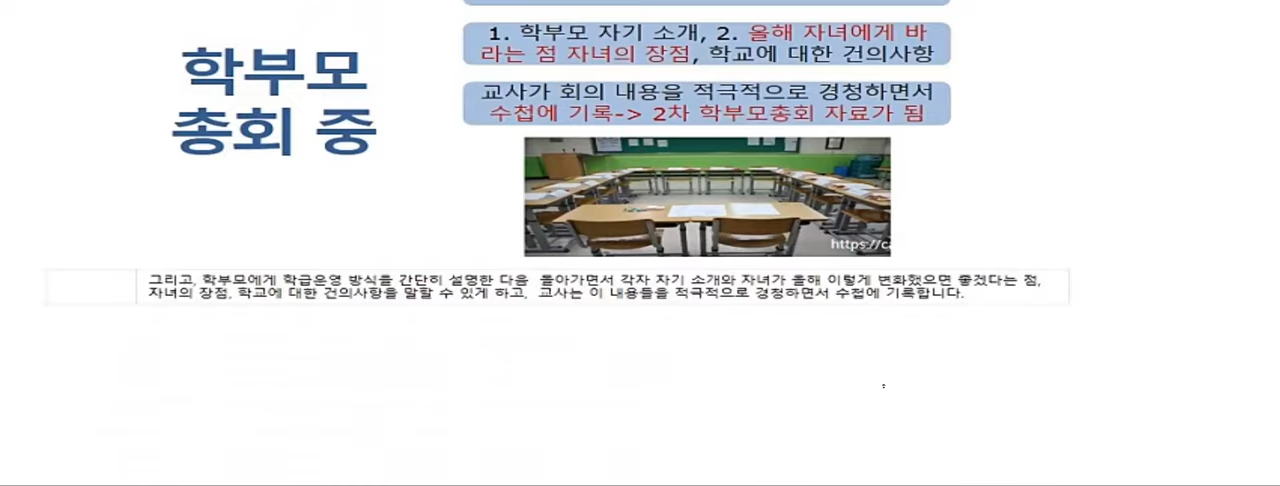 학부모
총회 중
1. 학부모 자기 소개, 2. 올해 자녀에게 바
라는 점 자녀의 장점, 학교에 대한 건의사항
교사가 회의 내용을 적극적으로 경청하면서
수첩에 기록-> 2차 학부모총회 자료가 됨
https://ca
그리고, 학부모에게 학급운영 방식을 간단히 설명한 다음 돌아가면서 각자 자기 소개와 자녀가 올해 이렇게 변화했으면 좋겠다는 점,
자녀의 장점, 학교에 대한 건의사항을 말할 수 있게 하고, 교사는 이 내용들을 적극적으로 경청하면서 수첩에 기록합니다.